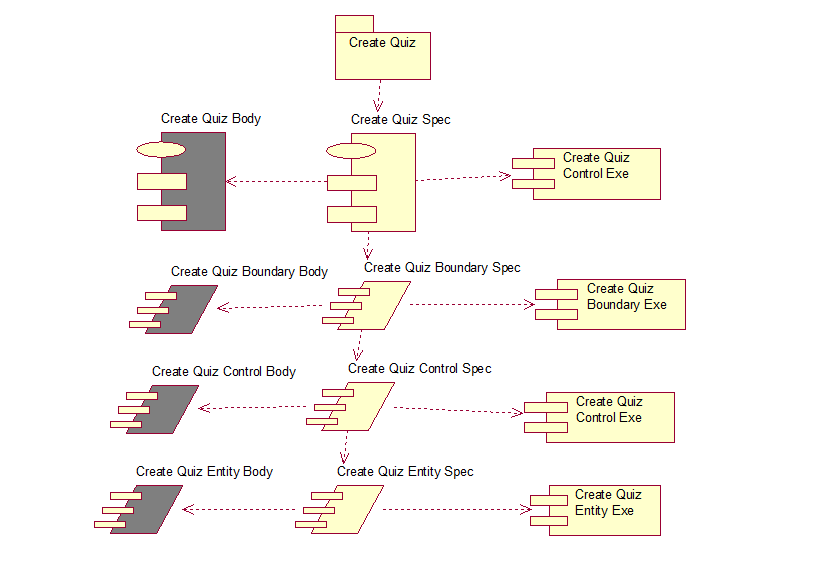 Create Quiz
Create Quiz Body
Create Quiz Spec
Create Quiz
Control Exe
Create Quiz Boundary Body
Create Quiz Boundary Spec
Create Quiz
Boundary Exe
Create Quiz Control Body
Create Quiz Control Spec
Create Quiz
Control Exe
Create Quiz Entity Body
Create Quiz Entity Spec
Create Quiz
Entity Exe